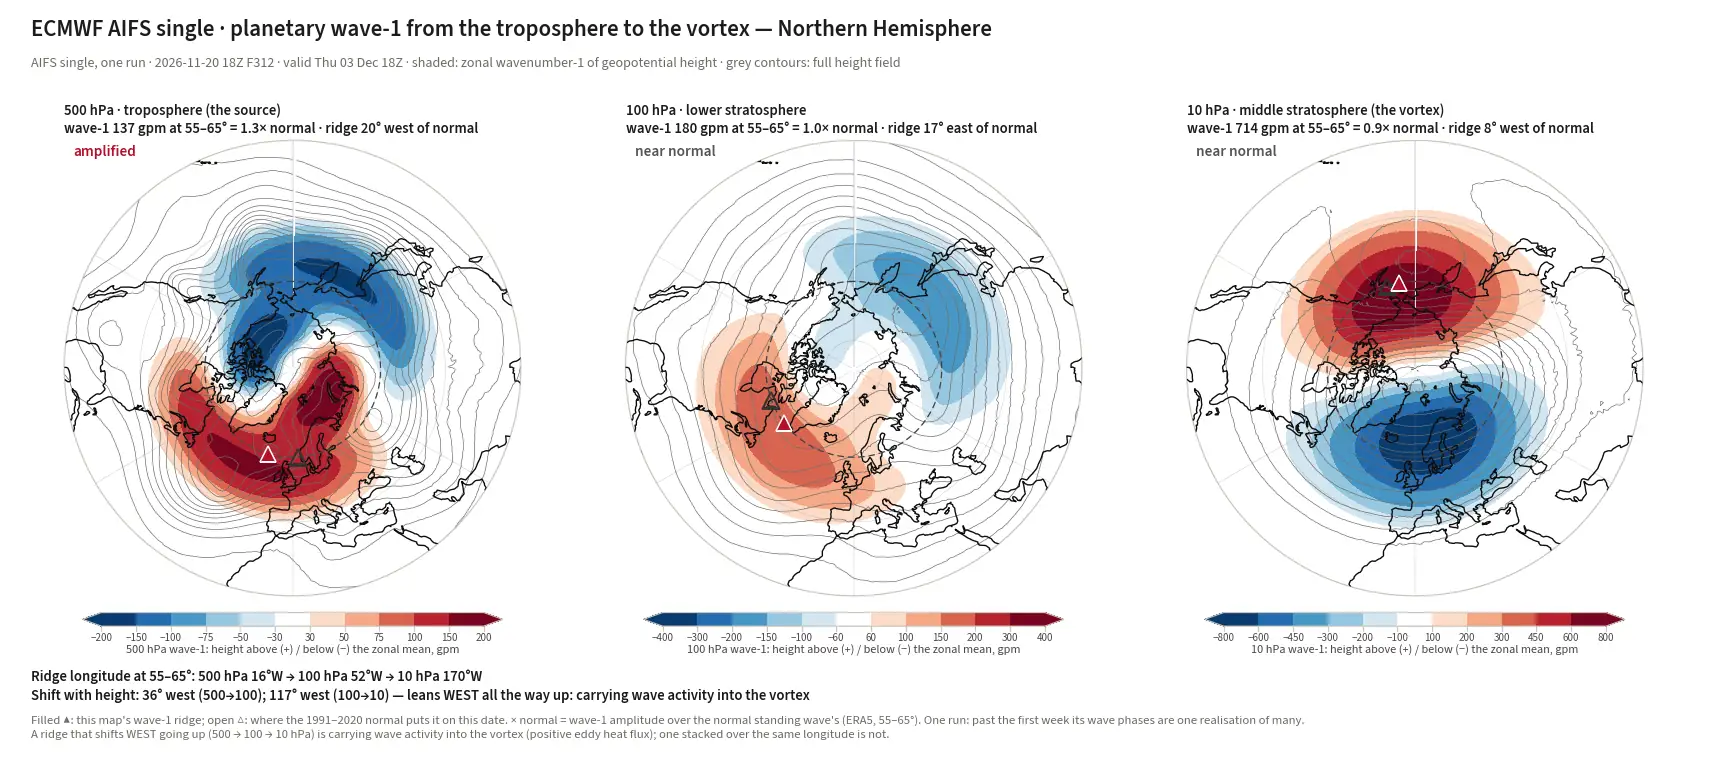 ECMWF AIFS single · planetary wave-1 from the troposphere to the vortex — Northern Hemisphere
AIFS single, one run · 2026-11-20 18Z F312 · valid Thu 03 Dec 18Z · shaded: zonal wavenumber-1 of geopotential height · grey contours: full height field
500 hPa · troposphere (the source)
wave-1 137 gpm at 55–65° = 1.3× normal · ridge 20° west of normal
amplified
100 hPa · lower stratosphere
wave-1 180 gpm at 55–65° = 1.0× normal · ridge 17° east of normal
near normal
10 hPa · middle stratosphere (the vortex)
wave-1 714 gpm at 55–65° = 0.9× normal · ridge 8° west of normal
near normal
−200 −150 −100 −75 −50 −30 30 50 75 100 150 200
500 hPa wave-1: height above (+) / below (−) the zonal mean, gpm
−400 −300 −200 −150 −100 −60 60 100 150 200 300 400
100 hPa wave-1: height above (+) / below (−) the zonal mean, gpm
−800 −600 −450 −300 −200 −100 100 200 300 450 600 800
10 hPa wave-1: height above (+) / below (−) the zonal mean, gpm
Ridge longitude at 55–65°: 500 hPa 16°W → 100 hPa 52°W → 10 hPa 170°W
Shift with height: 36° west (500→100); 117° west (100→10) — leans WEST all the way up: carrying wave activity into the vortex
Filled ▲: this map's wave-1 ridge; open △: where the 1991–2020 normal puts it on this date. × normal = wave-1 amplitude over the normal standing wave's (ERA5, 55–65°). One run: past the first week its wave phases are one realisation of many.
A ridge that shifts WEST going up (500 → 100 → 10 hPa) is carrying wave activity into the vortex (positive eddy heat flux); one stacked over the same longitude is not.